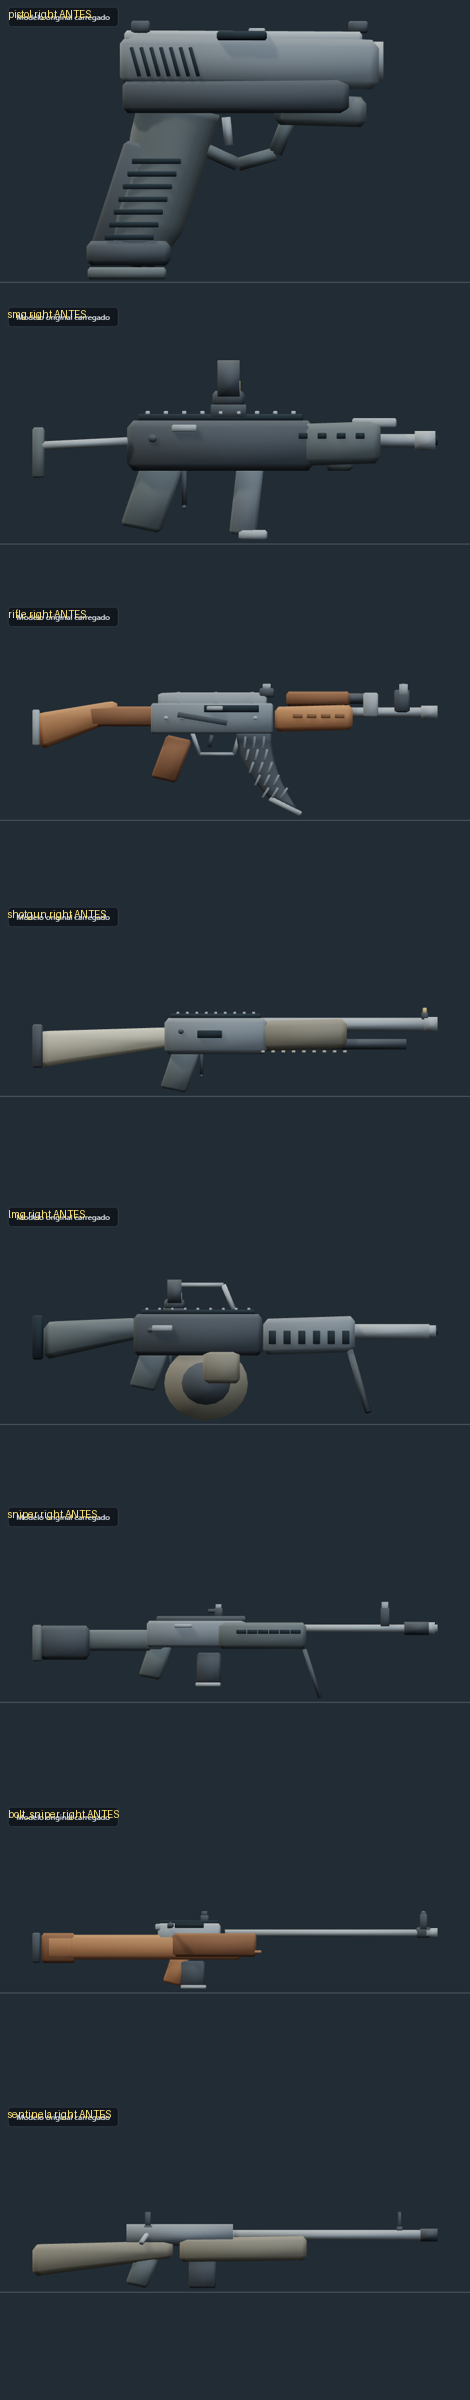 pistol right ANTES
Modelo original carregado
smg right ANTES
Modelo original carregado
rifle right ANTES
Modelo original carregado
shotgun right ANTES
Modelo original carregado
lmg right ANTES
Modelo original carregado
sniper right ANTES
Modelo original carregado
bolt_sniper right ANTES
Modelo original carregado
sentinela right ANTES
Modelo original carregado